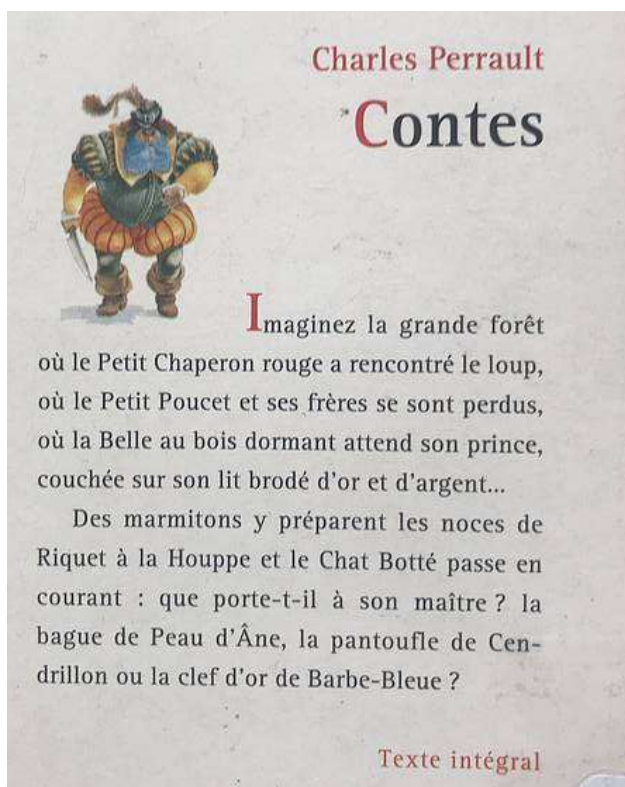 Charles Perrault
Contes
Imaginez la grande forêt
où le Petit Chaperon rouge a rencontré le loup,
où le Petit Poucet et ses frères se sont perdus,
où la Belle au bois dormant attend son prince,
couchée sur son lit brodé d'or et d'argent...
Des marmitons y préparent les noces de
Riquet à la Houppe et le Chat Botté passe en
courant : que porte-t-il à son maître ? la
bague de Peau d'Âne, la pantoufle de Cen-
drillon ou la clef d'or de Barbe-Bleue ?
Texte intégral